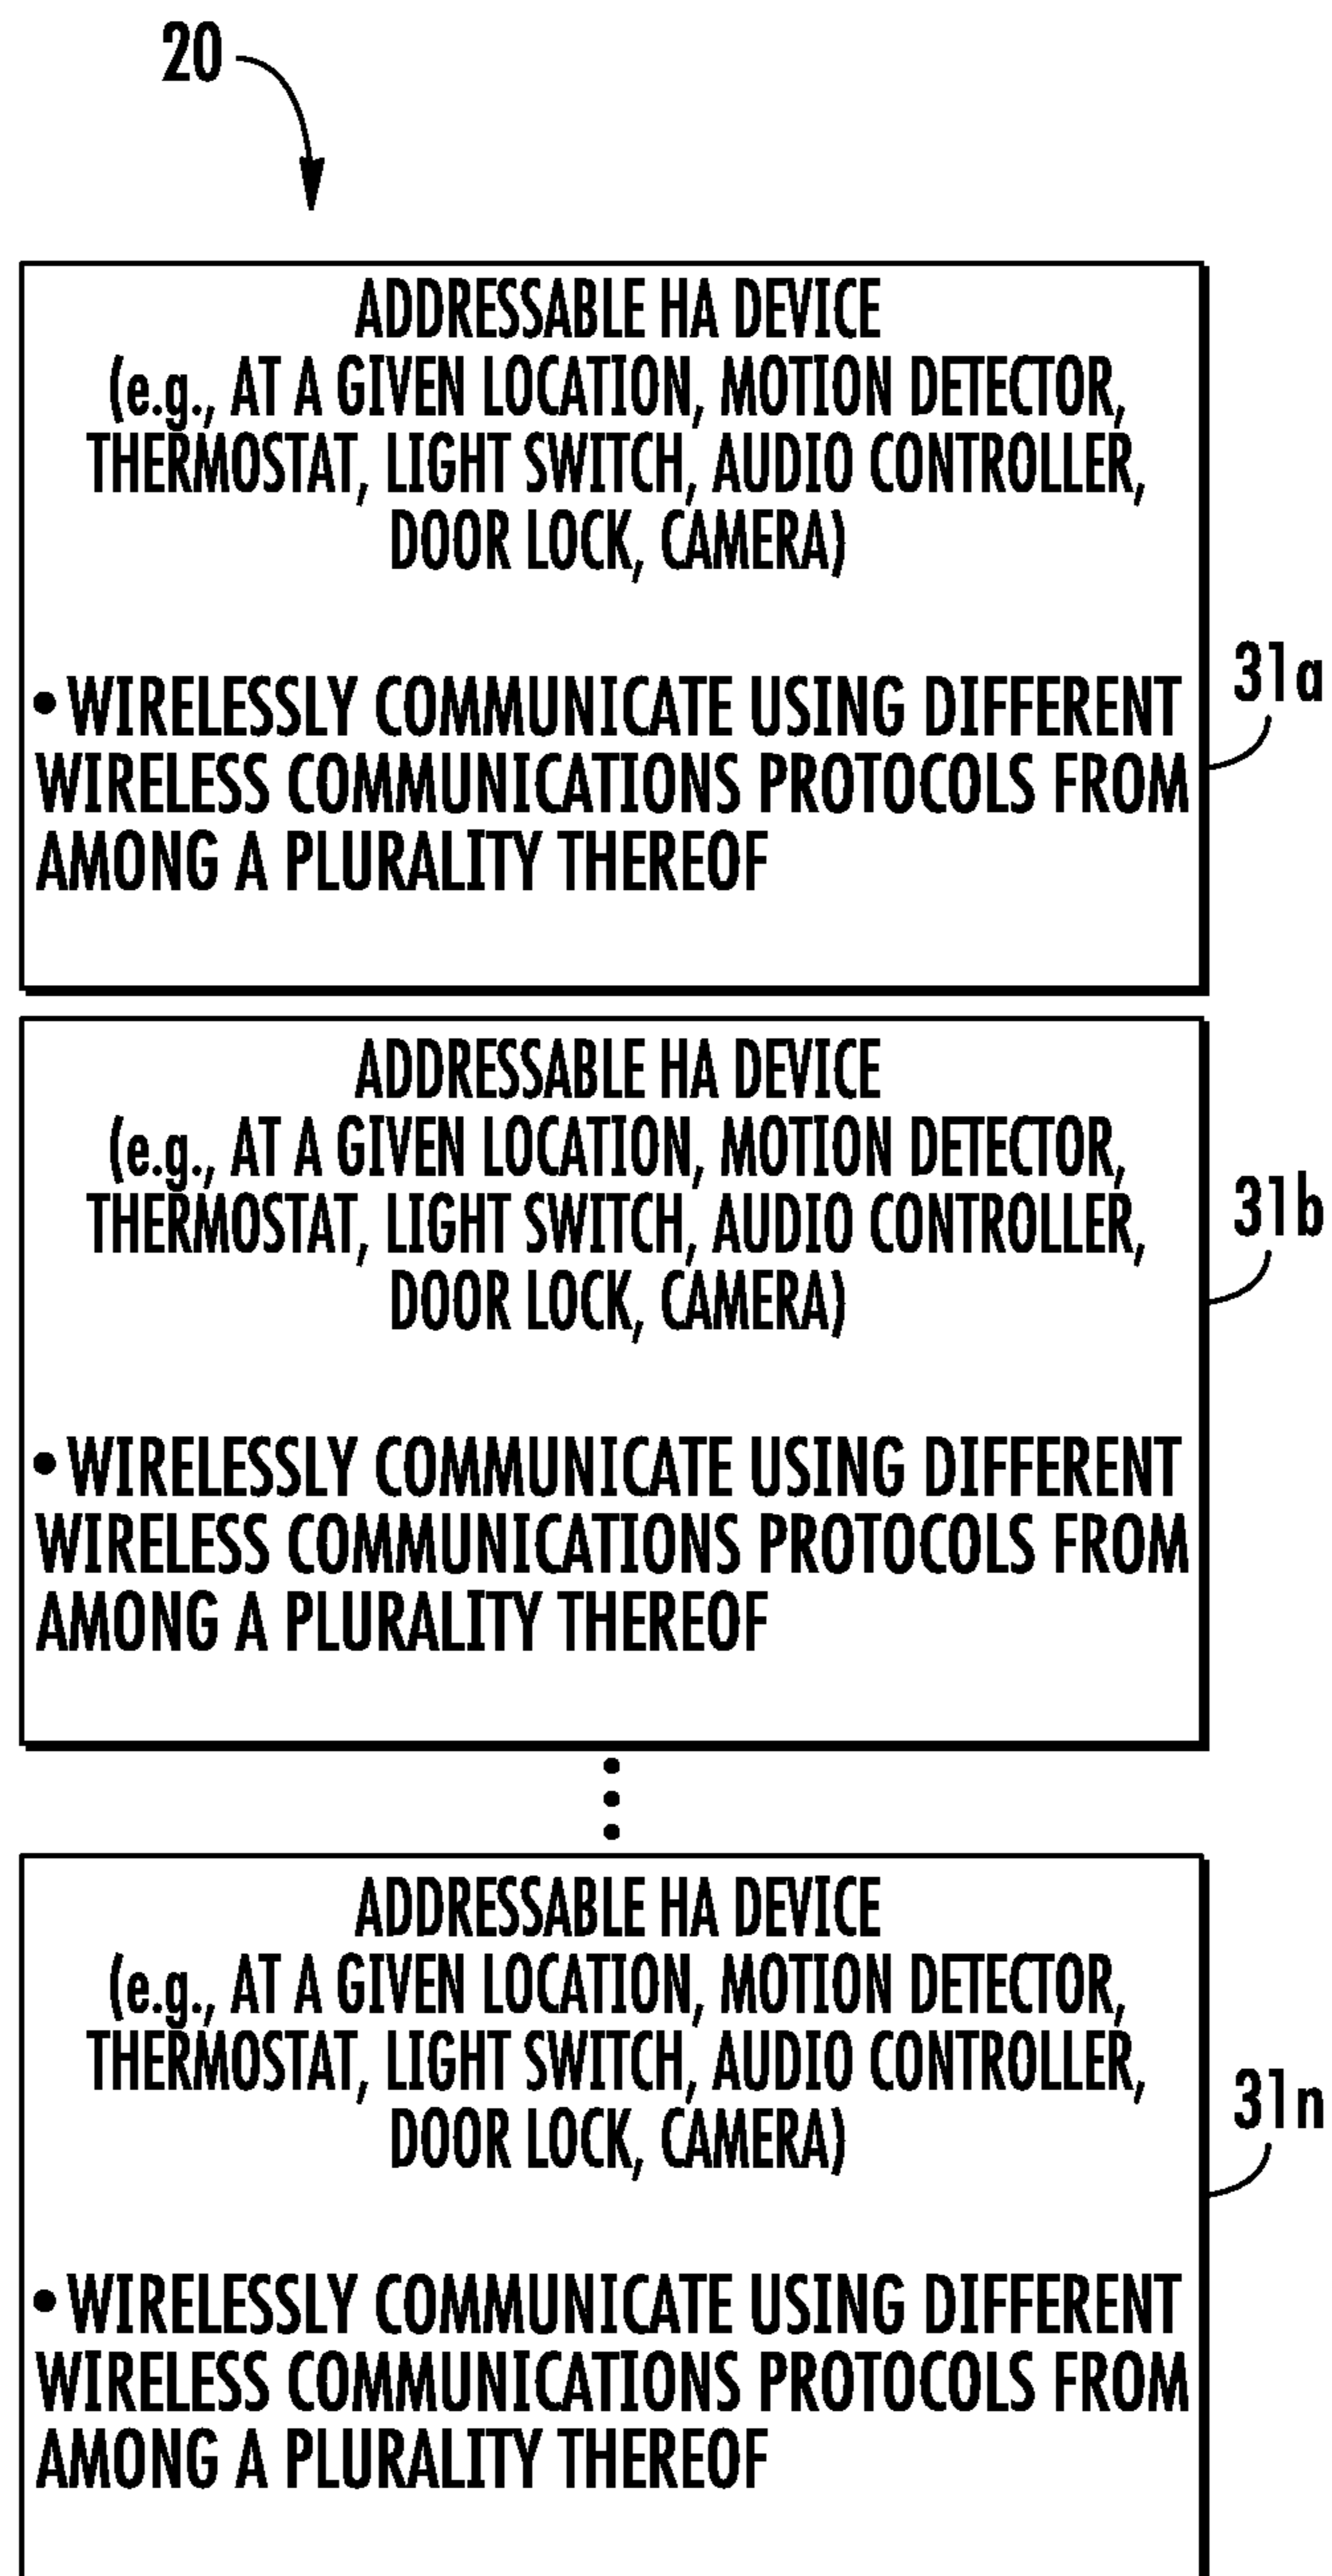 20
ADDRESSABLE HA DEVICE
(e.g., AT A GIVEN LOCATION, MOTION DETECTOR,
THERMOSTAT, LIGHT SWITCH, AUDIO CONTROLLER,
DOOR LOCK, CAMERA)
31a
• WIRELESSLY COMMUNICATE USING DIFFERENT
WIRELESS COMMUNICATIONS PROTOCOLS FROM
AMONG A PLURALITY THEREOF
ADDRESSABLE HA DEVICE
(e.g., AT A GIVEN LOCATION, MOTION DETECTOR,
THERMOSTAT, LIGHT SWITCH, AUDIO CONTROLLER,
DOOR LOCK, CAMERA)
31b
• WIRELESSLY COMMUNICATE USING DIFFERENT
WIRELESS COMMUNICATIONS PROTOCOLS FROM
AMONG A PLURALITY THEREOF
ADDRESSABLE HA DEVICE
(e.g., AT A GIVEN LOCATION, MOTION DETECTOR,
THERMOSTAT, LIGHT SWITCH, AUDIO CONTROLLER,
DOOR LOCK, CAMERA)
31n
• WIRELESSLY COMMUNICATE USING DIFFERENT
WIRELESS COMMUNICATIONS PROTOCOLS FROM
AMONG A PLURALITY THEREOF